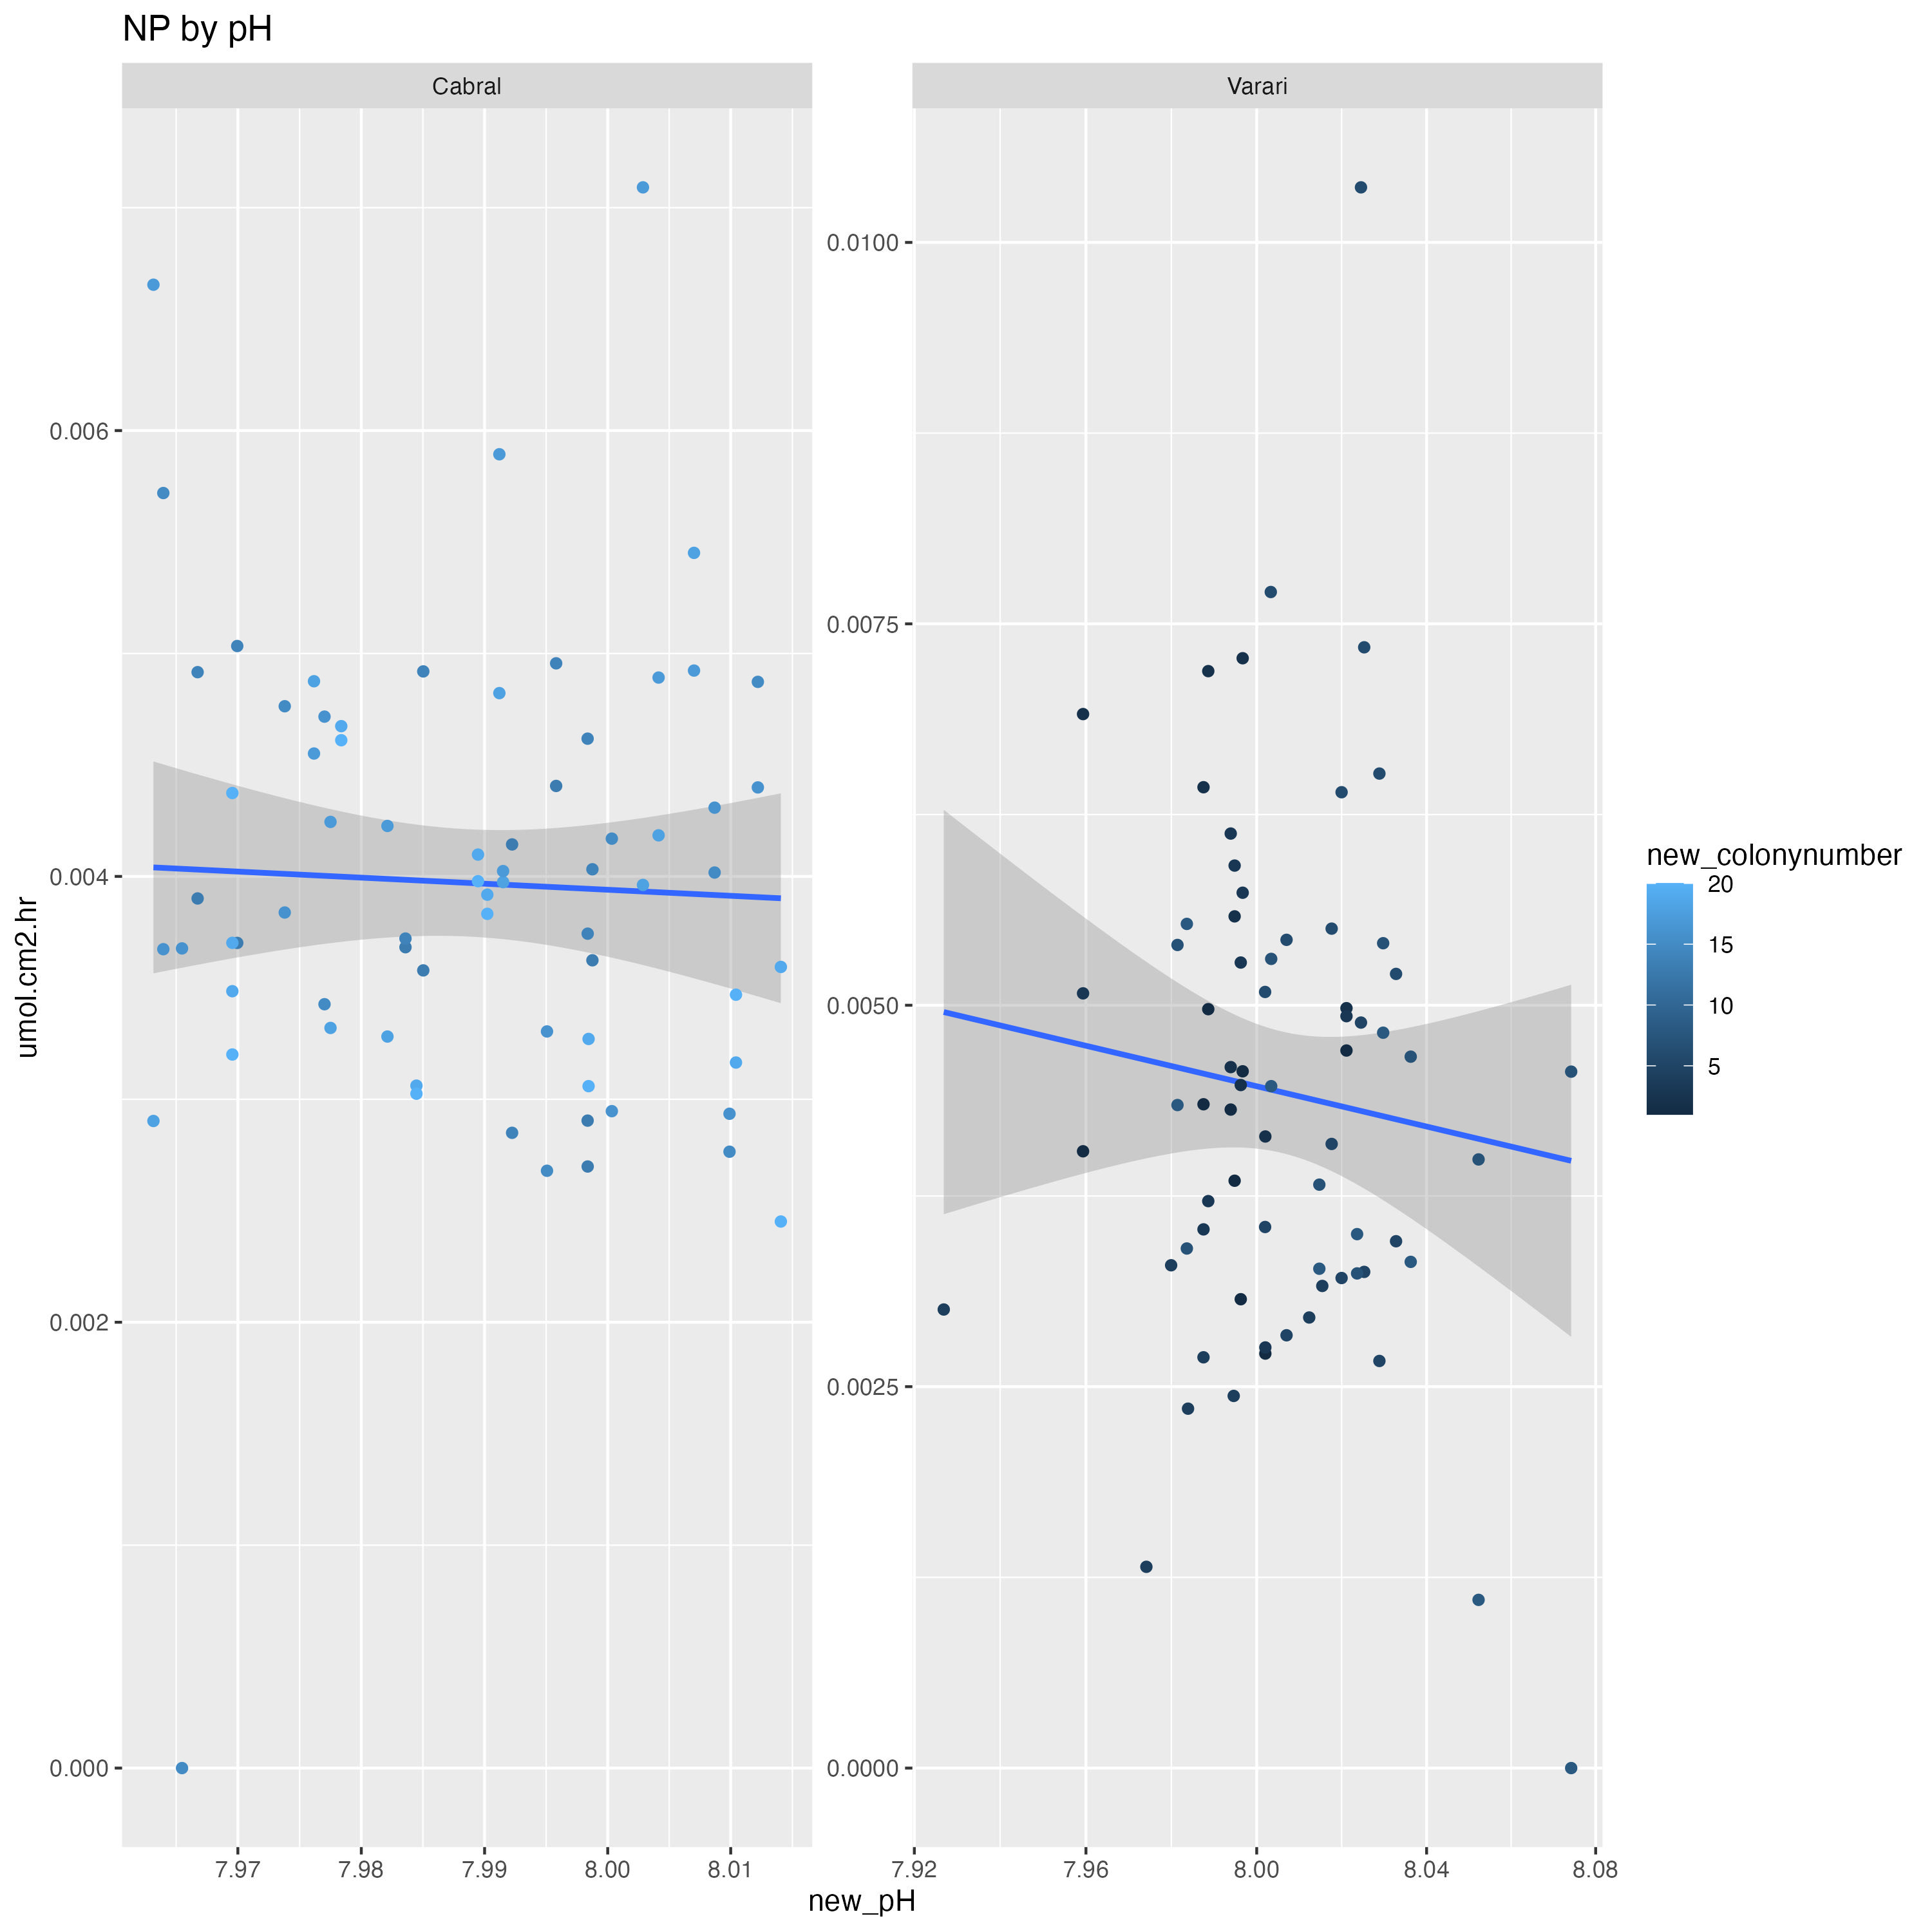 NP by pH
Cabral
Varari
umol.cm2.hr
0.006
0.004
0.002
0.000
0.0100
0.0075
0.0050
0.0025
0.0000
7.97 7.98 7.99 8.00 8.01
7.92 7.96 8.00 8.04 8.08
new_pH
new_colonynumber
20
15
10
5